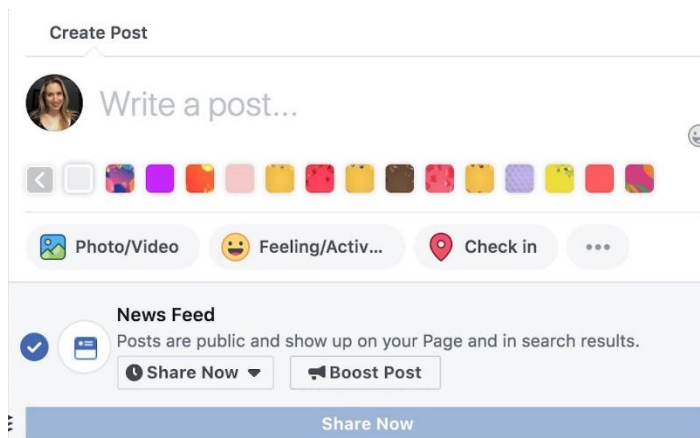 Create Post
Write a post...
Photo/Video Feeling/Activ... Check in
News Feed
Posts are public and show up on your Page and in search results.
Share Now Boost Post
Share Now